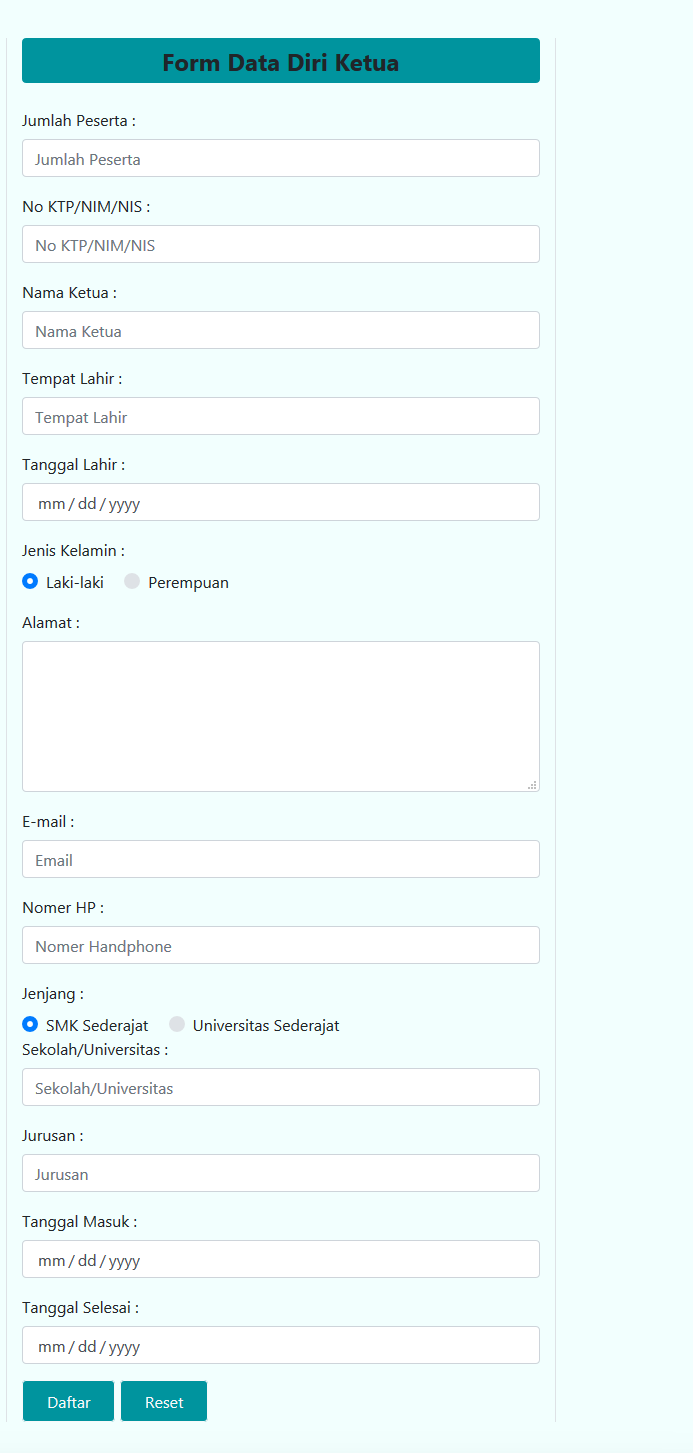 Form Data Diri Ketua
Jumlah Peserta :
Jumlah Peserta
No KTP/NIM/NIS :
No KTP/NIM/NIS
Nama Ketua :
Nama Ketua
Tempat Lahir :
Tempat Lahir
Tanggal Lahir :
mm/dd/yyyy
Jenis Kelamin :
Laki-laki Perempuan
Alamat :
E-mail :
Email
Nomer HP :
Nomer Handphone
Jenjang :
SMK Sederajat Universitas Sederajat
Sekolah/Universitas :
Sekolah/Universitas
Jurusan :
Jurusan
Tanggal Masuk :
mm/dd/yyyy
Tanggal Selesai :
mm/dd/yyyy
Daftar Reset